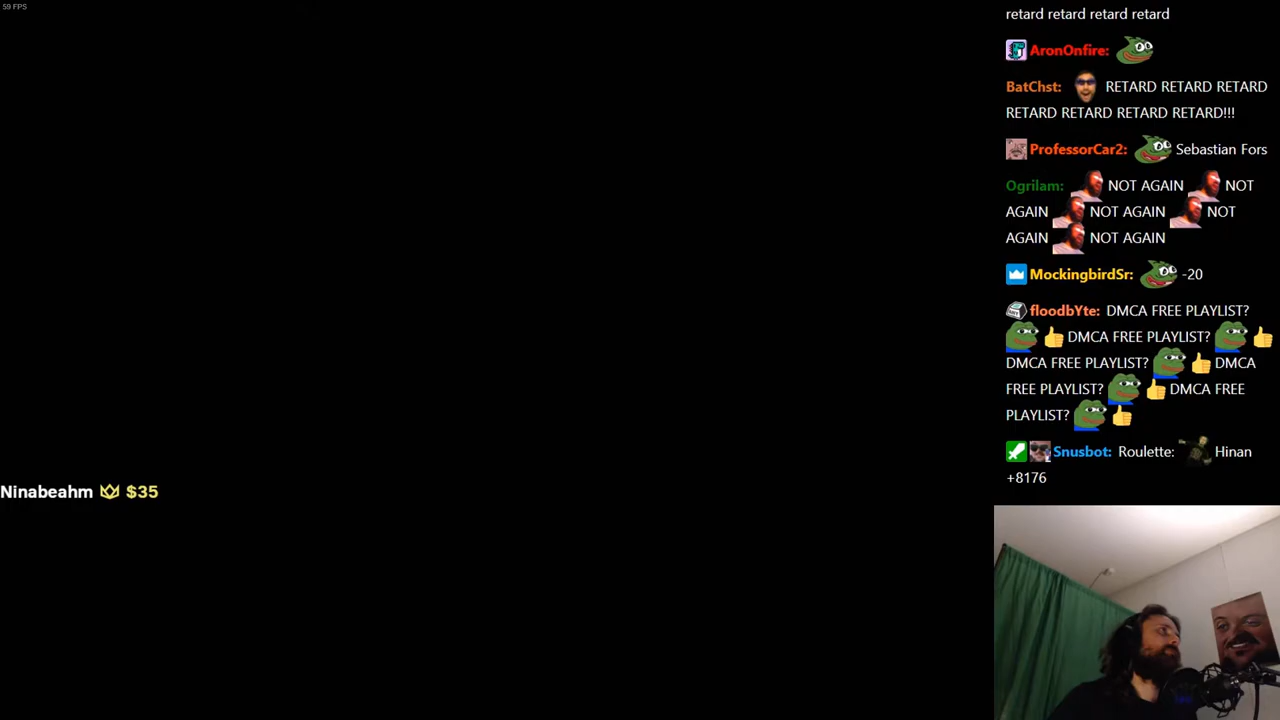 59 FPS
retard retard retard retard
AronOnfire:
BatChst: RETARD RETARD RETARD
RETARD RETARD RETARD RETARD!!!
ProfessorCar2: Sebastian Fors
Ogrilam: NOT AGAIN NOT
AGAIN NOT AGAIN NOT
AGAIN NOT AGAIN
MockingbirdSr: -20
floodbYte: DMCA FREE PLAYLIST?
👍 DMCA FREE PLAYLIST? 👍
DMCA FREE PLAYLIST? 👍 DMCA
FREE PLAYLIST? 👍 DMCA FREE
PLAYLIST? 👍
Snusbot: Roulette: Hinan
+8176
Ninabeahm $35